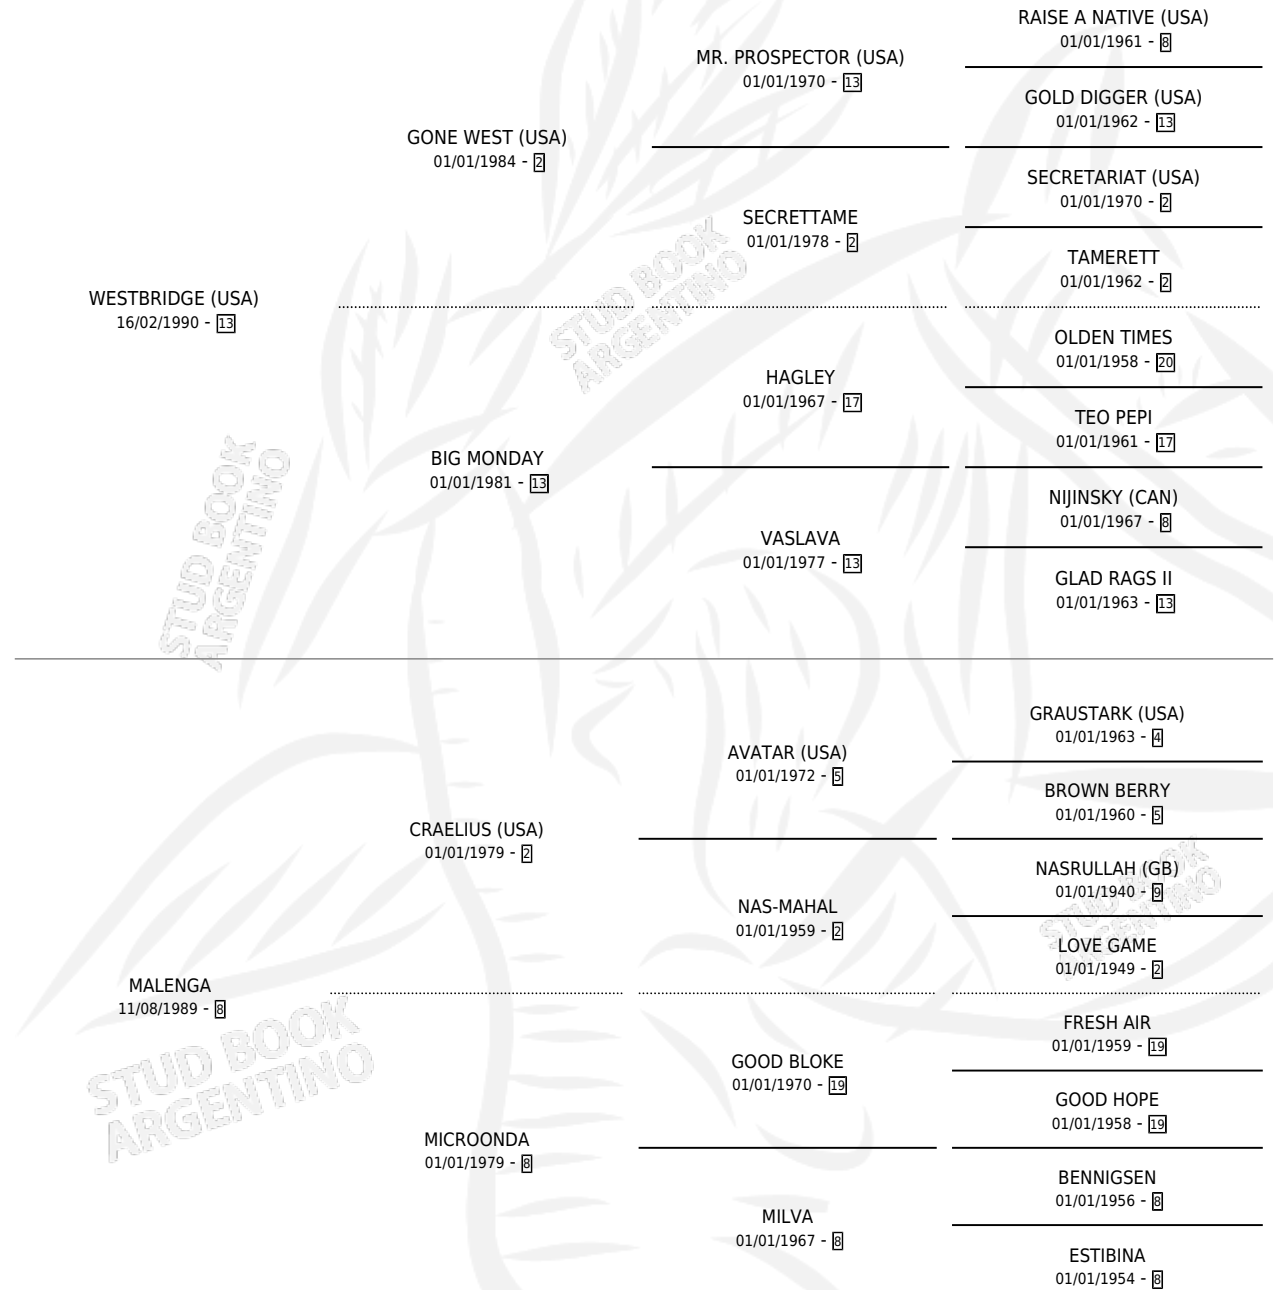 RAISE A NATIVE (USA)
01/01/1961 - 8
MR. PROSPECTOR (USA)
01/01/1970 - 13
GOLD DIGGER (USA)
01/01/1962 - 13
GONE WEST (USA)
01/01/1984 - 2
SECRETARIAT (USA)
01/01/1970 - 2
SECRETTAME
01/01/1978 - 2
TAMERETT
01/01/1962 - 2
WESTBRIDGE (USA)
16/02/1990 - 13
OLDEN TIMES
01/01/1958 - 20
HAGLEY
01/01/1967 - 17
TEO PEPI
01/01/1961 - 17
BIG MONDAY
01/01/1981 - 13
NIJINSKY (CAN)
01/01/1967 - 8
VASLAVA
01/01/1977 - 13
GLAD RAGS II
01/01/1963 - 13
GRAUSTARK (USA)
01/01/1963 - 4
AVATAR (USA)
01/01/1972 - 5
BROWN BERRY
01/01/1960 - 5
CRAELIUS (USA)
01/01/1979 - 2
NASRULLAH (GB)
01/01/1940 - 9
NAS-MAHAL
01/01/1959 - 2
LOVE GAME
01/01/1949 - 2
MALENGA
11/08/1989 - 8
FRESH AIR
01/01/1959 - 19
GOOD BLOKE
01/01/1970 - 19
GOOD HOPE
01/01/1958 - 19
MICROONDA
01/01/1979 - 8
BENNIGSEN
01/01/1956 - 8
MILVA
01/01/1967 - 8
ESTIBINA
01/01/1954 - 8
STUD BOOK
ARGENTINO
STUD BOOK
ARGENTINO
STUD BOOK
ARGENTINO
STUD BOOK
ARGENTINO